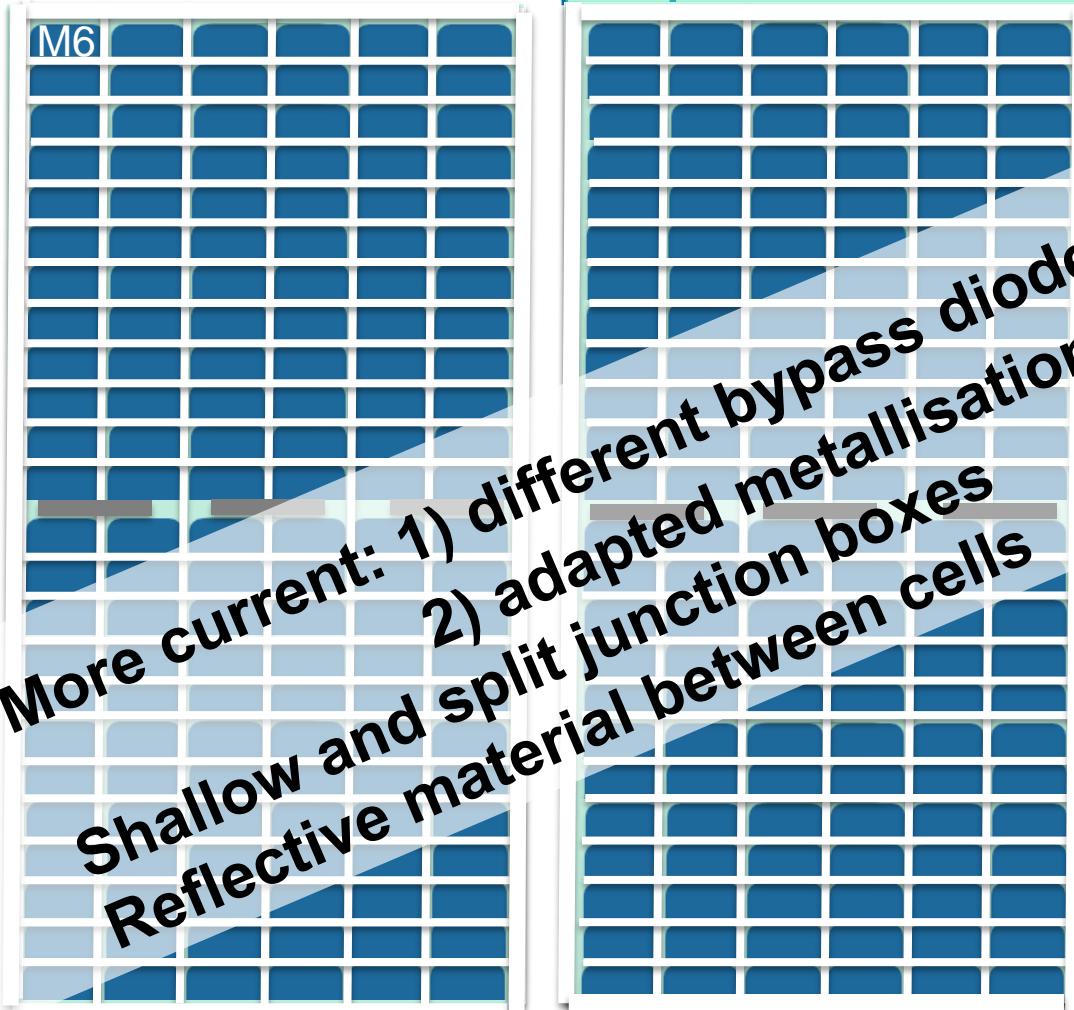 M6
More current: 1) different bypass diode
2) adapted metallisation
Shallow and split junction boxes
Reflective material between cells